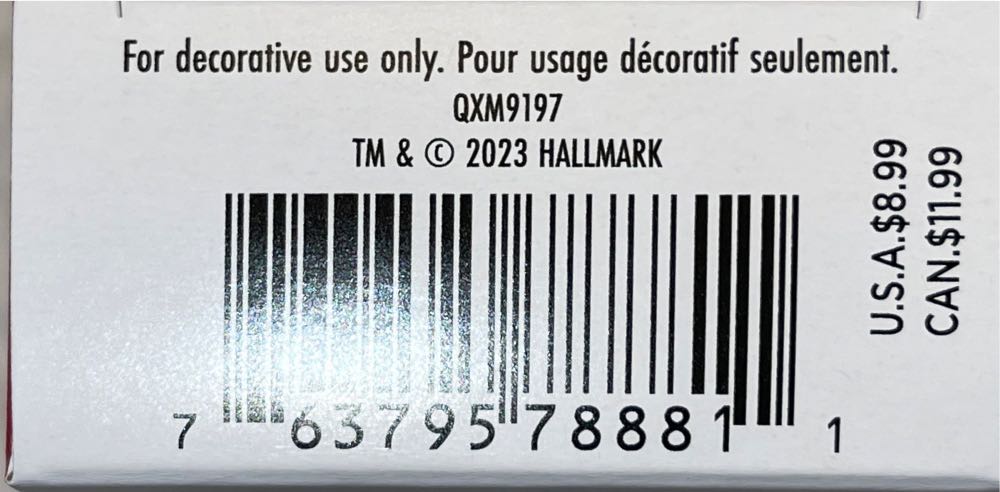 For decorative use only. Pour usage décoratif seulement.
QXM9197
TM & © 2023 HALLMARK
7 63795 78881 1
U.S.A.$8.99
CAN.$11.99